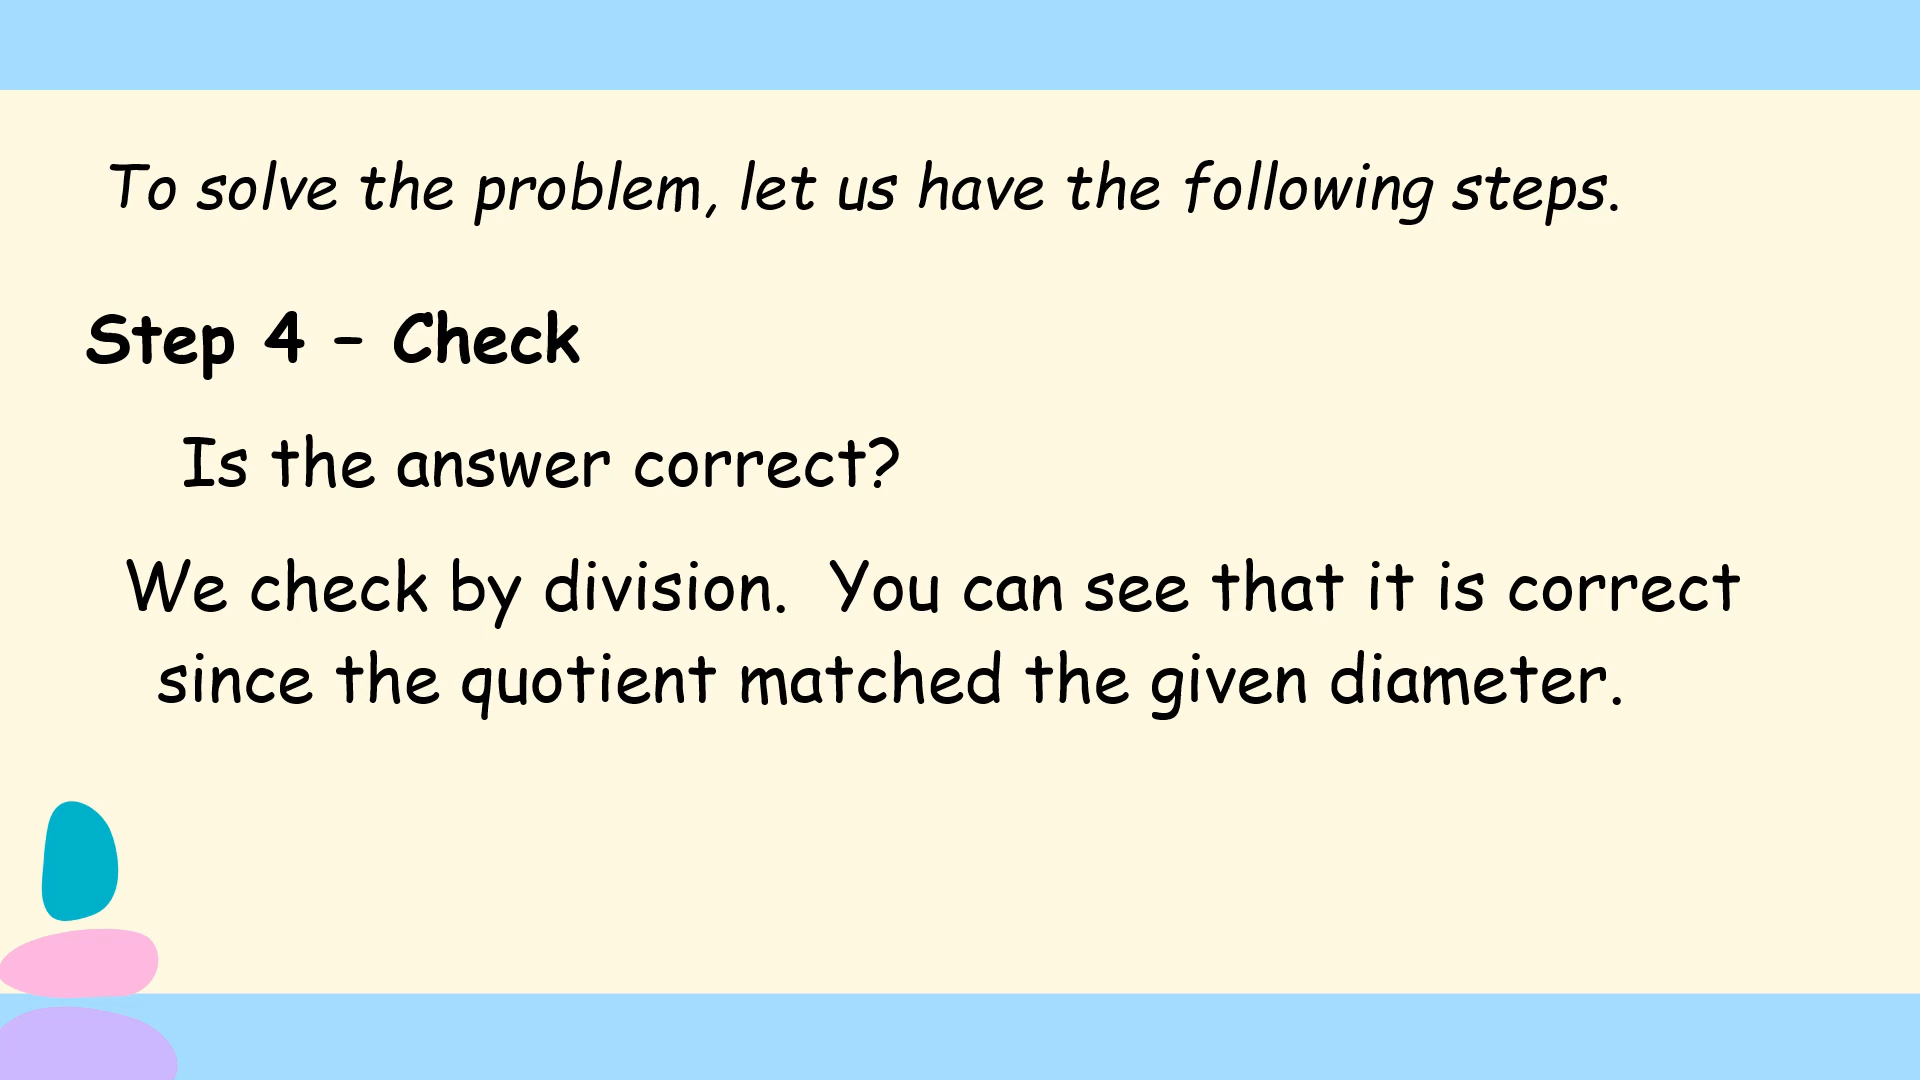 To solve the problem, let us have the following steps.
Step 4 – Check
Is the answer correct?
We check by division.  You can see that it is correct
since the quotient matched the given diameter.